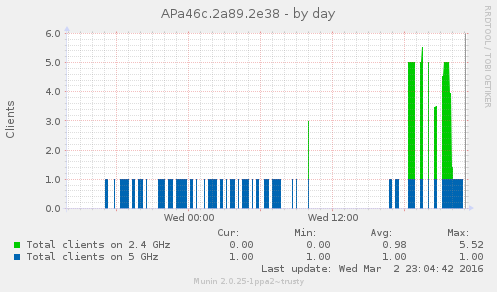 APa46c.2a89.2e38 - by day
RRDTOOL / TOBI OETIKER
Clients
6.0
5.0
4.0
3.0
2.0
1.0
0.0
Wed 00:00 Wed 12:00
Cur: Min: Avg: Max:
Total clients on 2.4 GHz 0.00 0.00 0.98 5.52
Total clients on 5 GHz 1.00 1.00 1.00 1.00
Last update: Wed Mar 2 23:04:42 2016
Munin 2.0.25-1ppa2~trusty